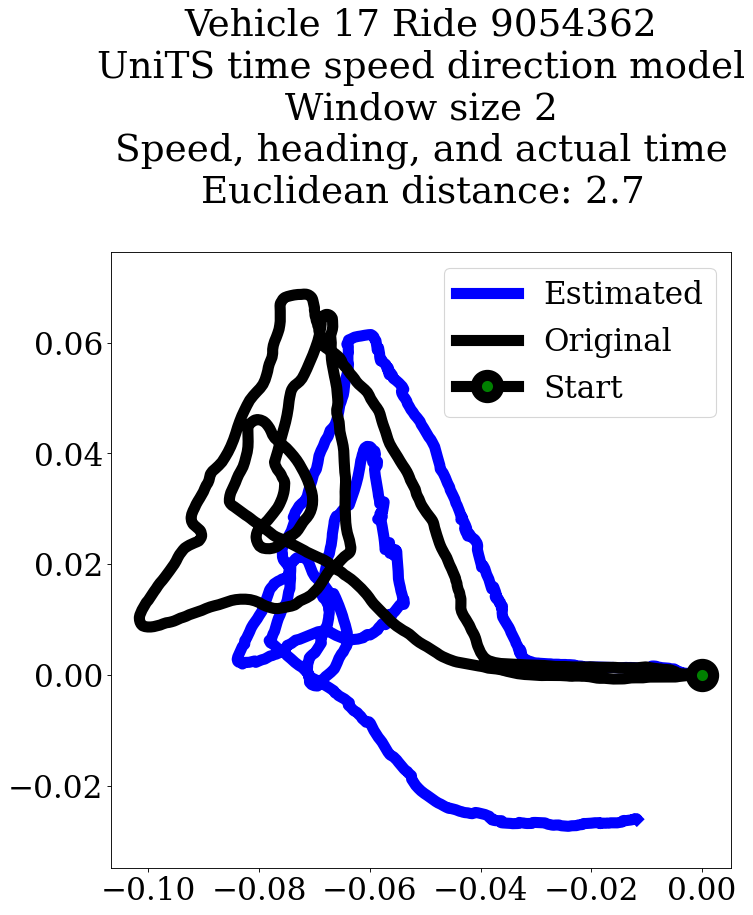 Vehicle 17 Ride 9054362
UniTS time speed direction model
Window size 2
Speed, heading, and actual time
Euclidean distance: 2.7
Estimated
Original
Start
0.06
0.04
0.02
0.00
−0.02
−0.10 −0.08 −0.06 −0.04 −0.02 0.00